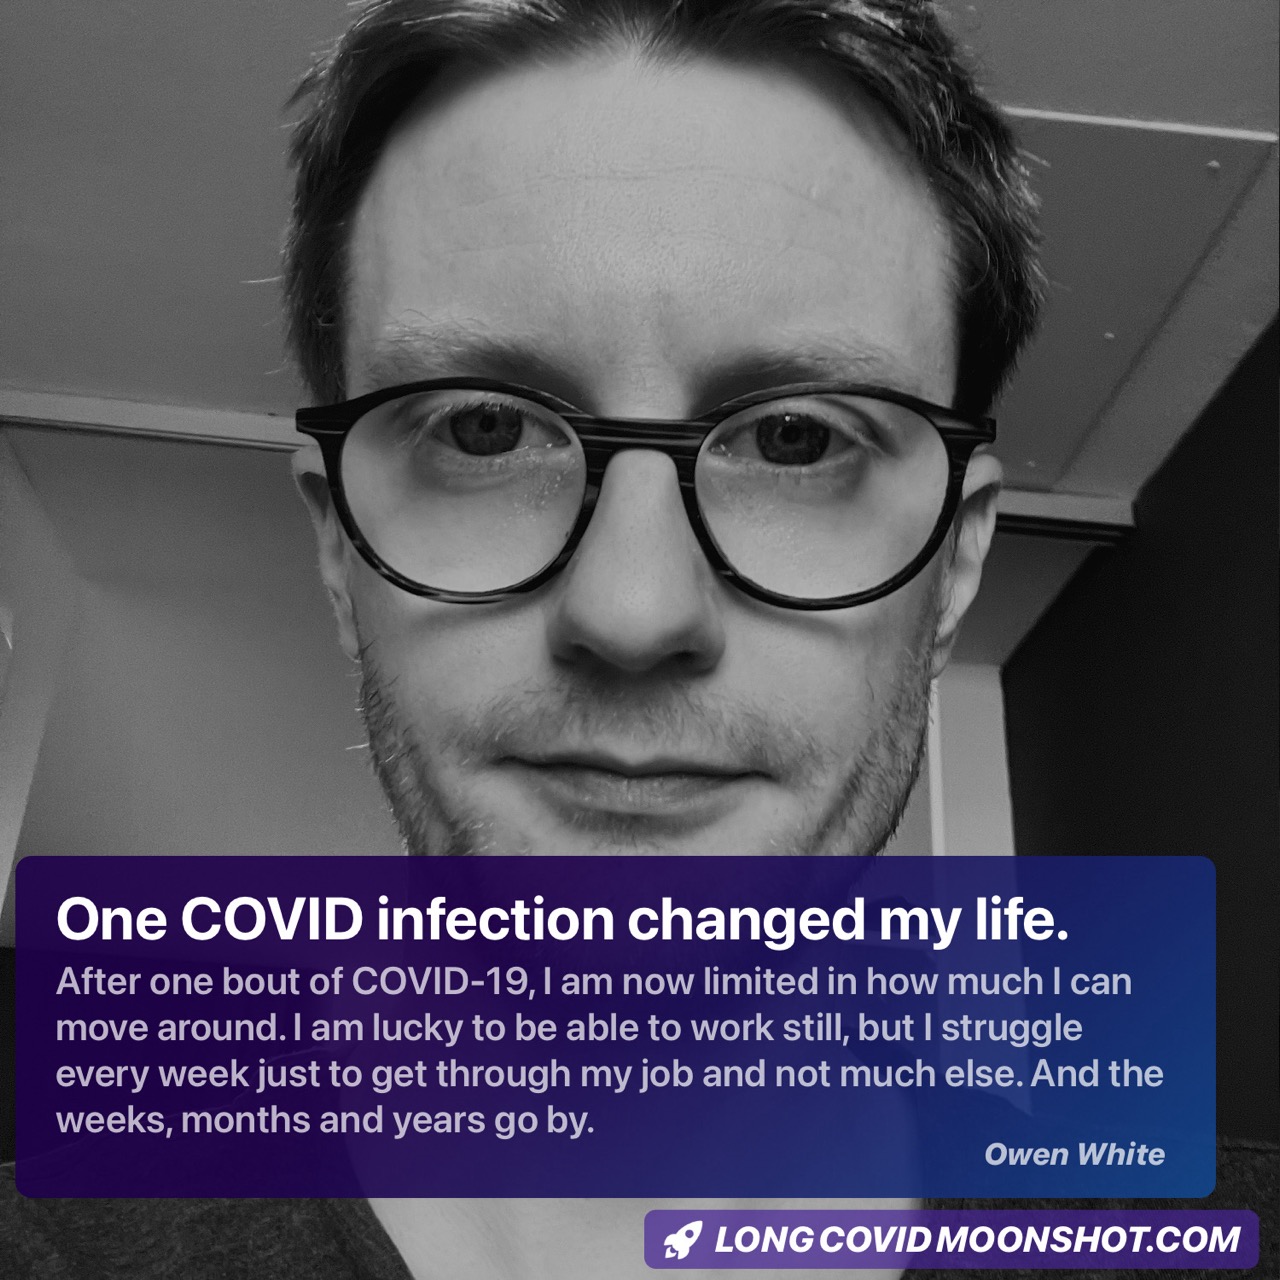 One COVID infection changed my life.
After one bout of COVID-19, I am now limited in how much I can
move around. I am lucky to be able to work still, but I struggle
every week just to get through my job and not much else. And the
weeks, months and years go by.
Owen White
LONG COVID MOONSHOT.COM